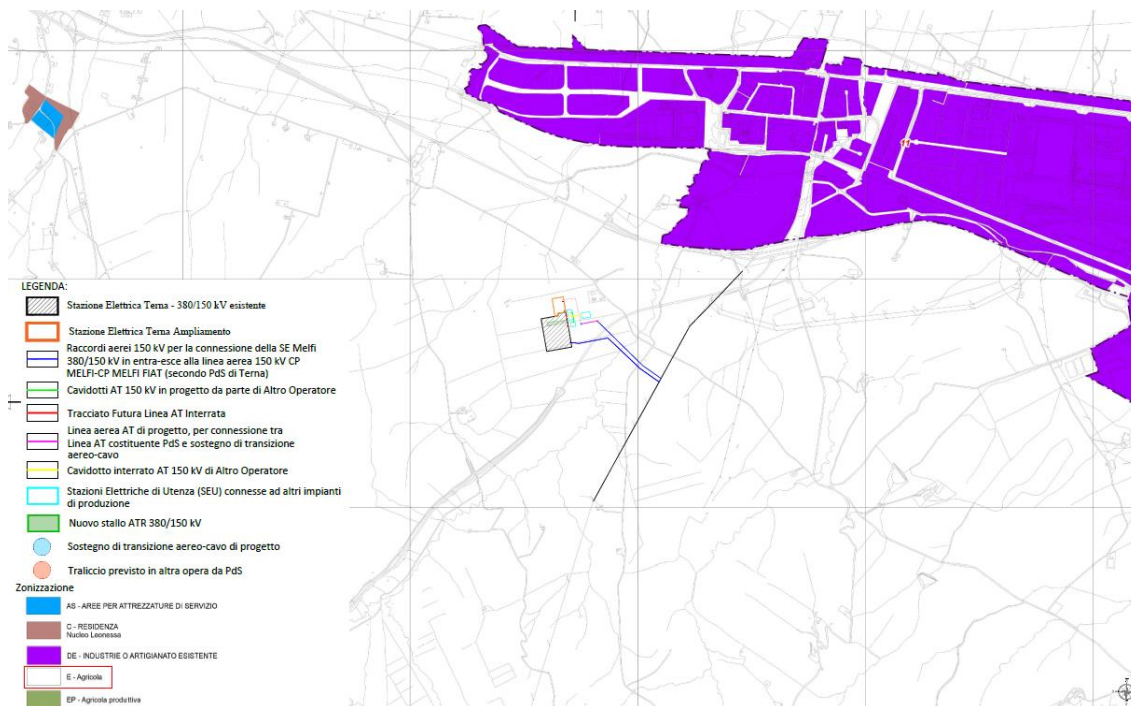 11
LEGENDA:
Stazione Elettrica Terna - 380/150 kV esistente
Stazione Elettrica Terna Ampliamento
Raccordi aerei 150 kV per la connessione della SE Melfi
380/150 kV in entra-esce alla linea aerea 150 kV CP
MELFI-CP MELFI FIAT (secondo PdS di Terna)
Cavidotti AT 150 kV in progetto da parte di Altro Operatore
Tracciato Futura Linea AT Interrata
Linea aerea AT di progetto, per connessione tra
Linea AT costituente PdS e sostegno di transizione
aereo-cavo
Cavidotto interrato AT 150 kV di Altro Operatore
Stazioni Elettriche di Utenza (SEU) connesse ad altri impianti
di produzione
Nuovo stallo ATR 380/150 kV
Sostegno di transizione aereo-cavo di progetto
Traliccio previsto in altra opera da PdS
Zonizzazione
AS - AREE PER ATTREZZATURE DI SERVIZIO
C - RESIDENZA
Nucleo Leonessa
DE - INDUSTRIE O ARTIGIANATO ESISTENTE
E - Agricola
EP - Agricola produttiva